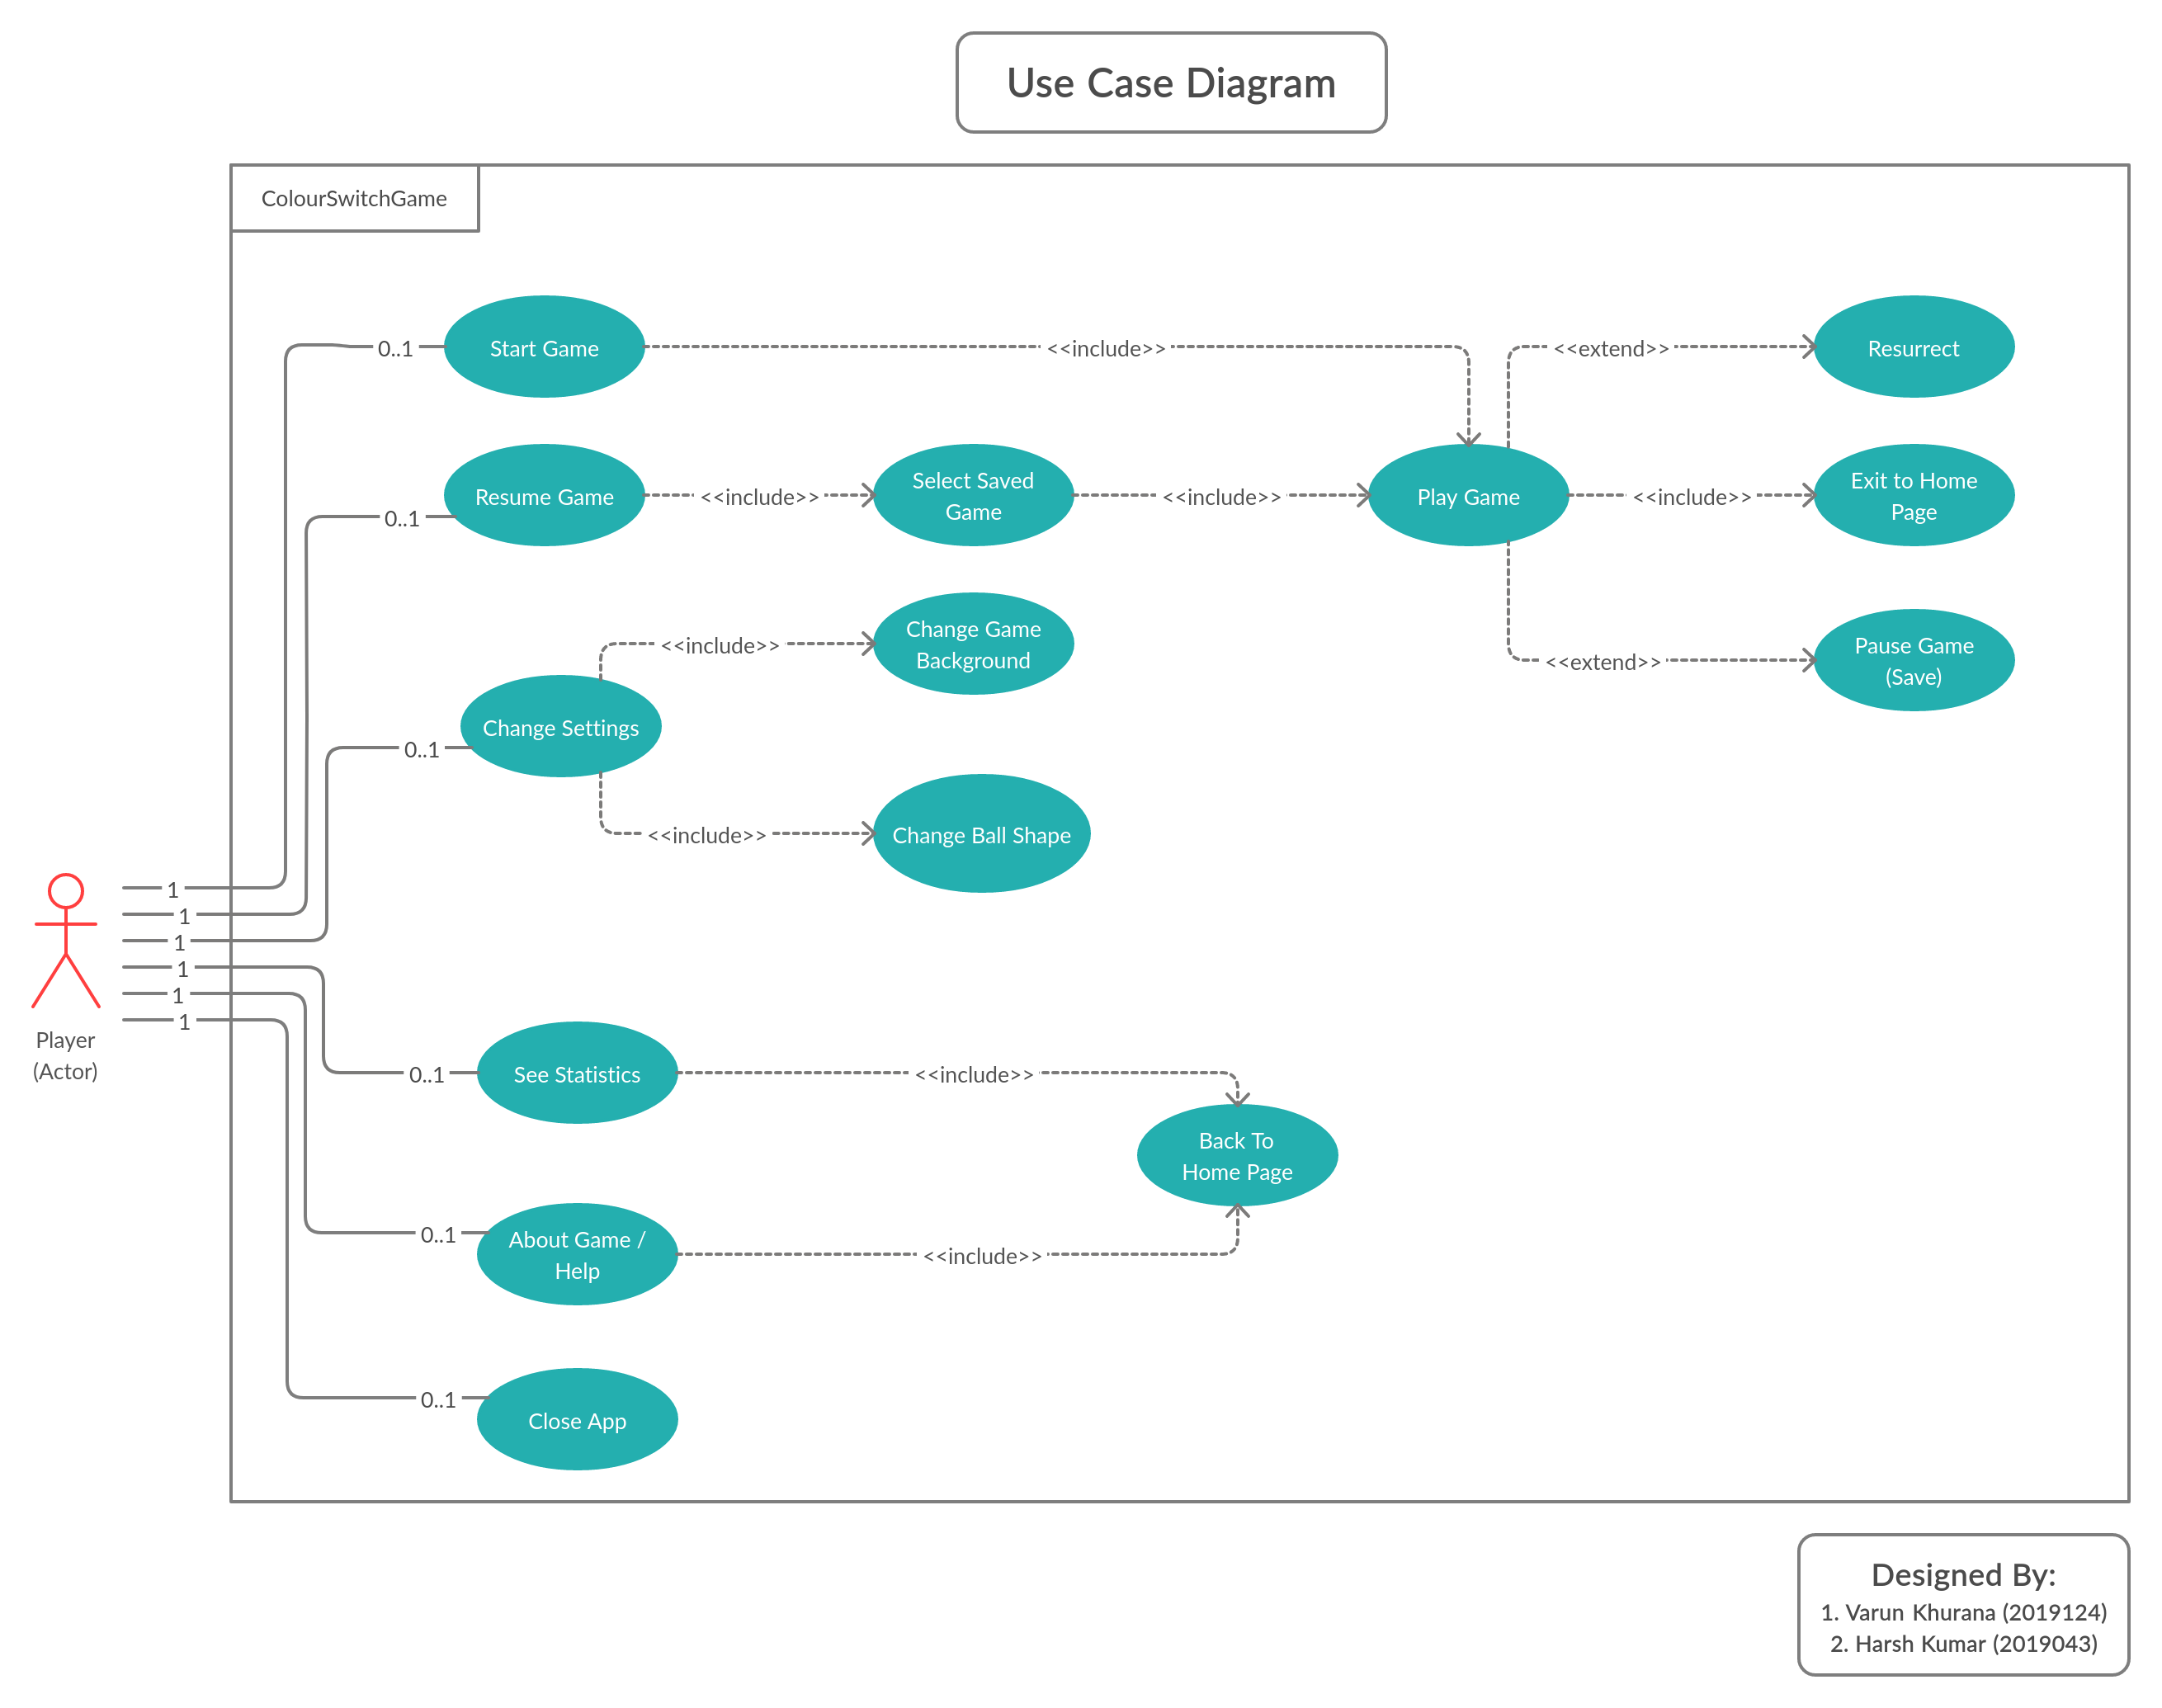 Use Case Diagram
ColourSwitchGame
0..1
Start Game
<<include>>
<<extend>>
Resurrect
0..1
Resume Game
<<include>>
Select Saved
Game
<<include>>
Play Game
<<include>>
Exit to Home
Page
<<include>>
Change Game
Background
<<extend>>
Pause Game
(Save)
0..1
Change Settings
<<include>>
Change Ball Shape
1
1
1
1
1
1
Player
(Actor)
0..1
See Statistics
<<include>>
Back To
Home Page
0..1
About Game /
Help
<<include>>
0..1
Close App
Designed By:
1. Varun Khurana (2019124)
2. Harsh Kumar (2019043)